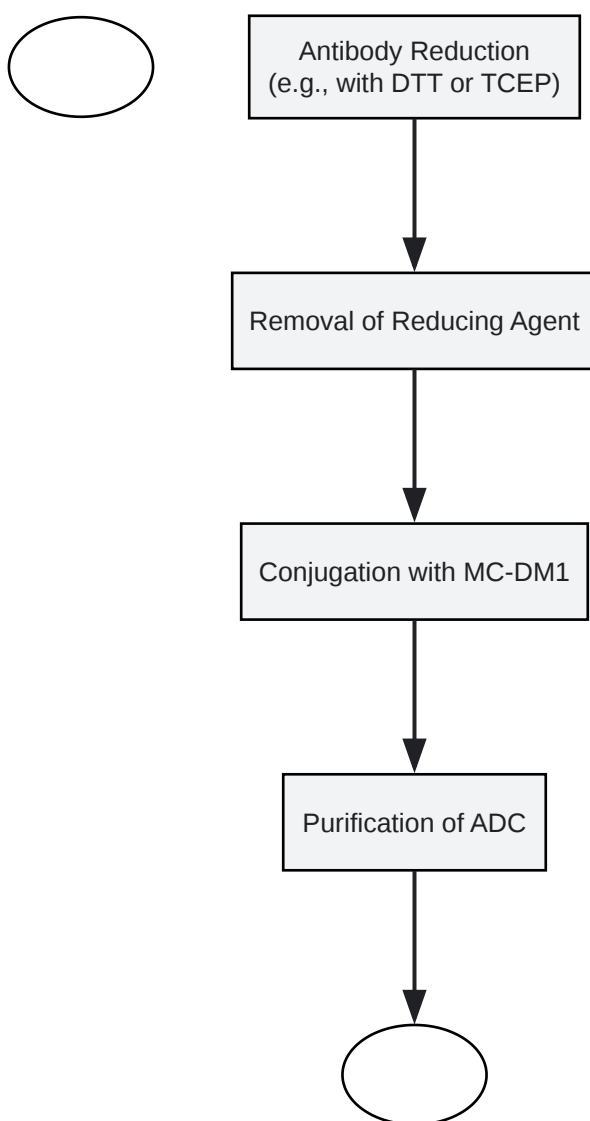 Antibody Reduction
(e.g., with DTT or TCEP)
Removal of Reducing Agent
Conjugation with MC-DM1
Purification of ADC